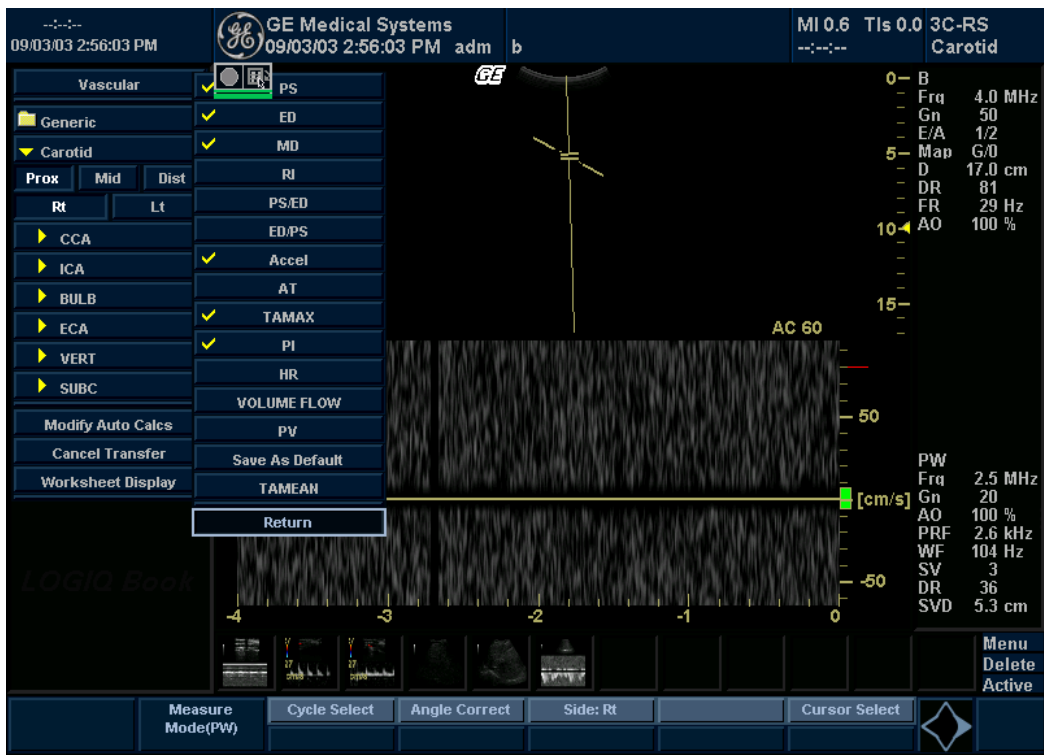 --:--:--
09/03/03 2:56:03 PM
GE Medical Systems
09/03/03 2:56:03 PM adm b
MI 0.6 TIs 0.0 3C-RS
--:--:-- Carotid
Vascular
Generic
Carotid
Prox Mid Dist
Rt Lt
CCA
ICA
BULB
ECA
VERT
SUBC
Modify Auto Calcs
Cancel Transfer
Worksheet Display
PS
ED
MD
RI
PS/ED
ED/PS
Accel
AT
TAMAX
PI
HR
VOLUME FLOW
PV
Save As Default
TAMEAN
Return
GE
0
5
10
15
AC 60
B
Frq 4.0 MHz
Gn 50
E/A 1/2
Map G/0
D 17.0 cm
DR 81
FR 29 Hz
AO 100 %
50
[cm/s]
-50
-4 -3 -2 -1 0
PW
Frq 2.5 MHz
Gn 20
AO 100 %
PRF 2.6 kHz
WF 104 Hz
SV 3
DR 36
SVD 5.3 cm
LOGIQ Book
Menu
Delete
Active
Measure
Mode(PW)
Cycle Select
Angle Correct
Side: Rt
Cursor Select